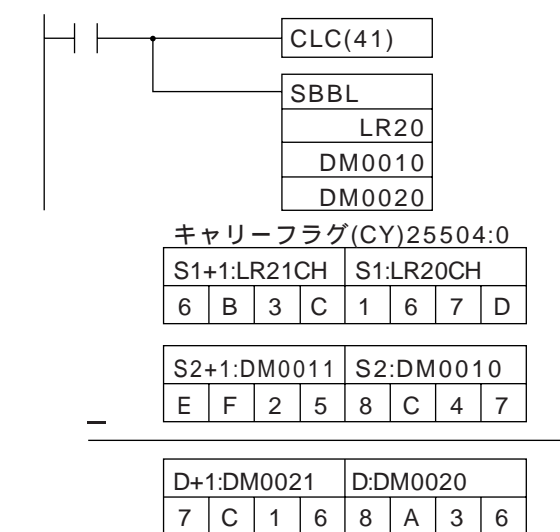 CLC(41)
SBBL
LR20
DM0010
DM0020
キャリーフラグ(CY)25504:0
S1+1:LR21CH S1:LR20CH
6 B 3 C 1 6 7 D
S2+1:DM0011 S2:DM0010
E F 2 5 8 C 4 7
−
D+1:DM0021 D:DM0020
7 C 1 6 8 A 3 6